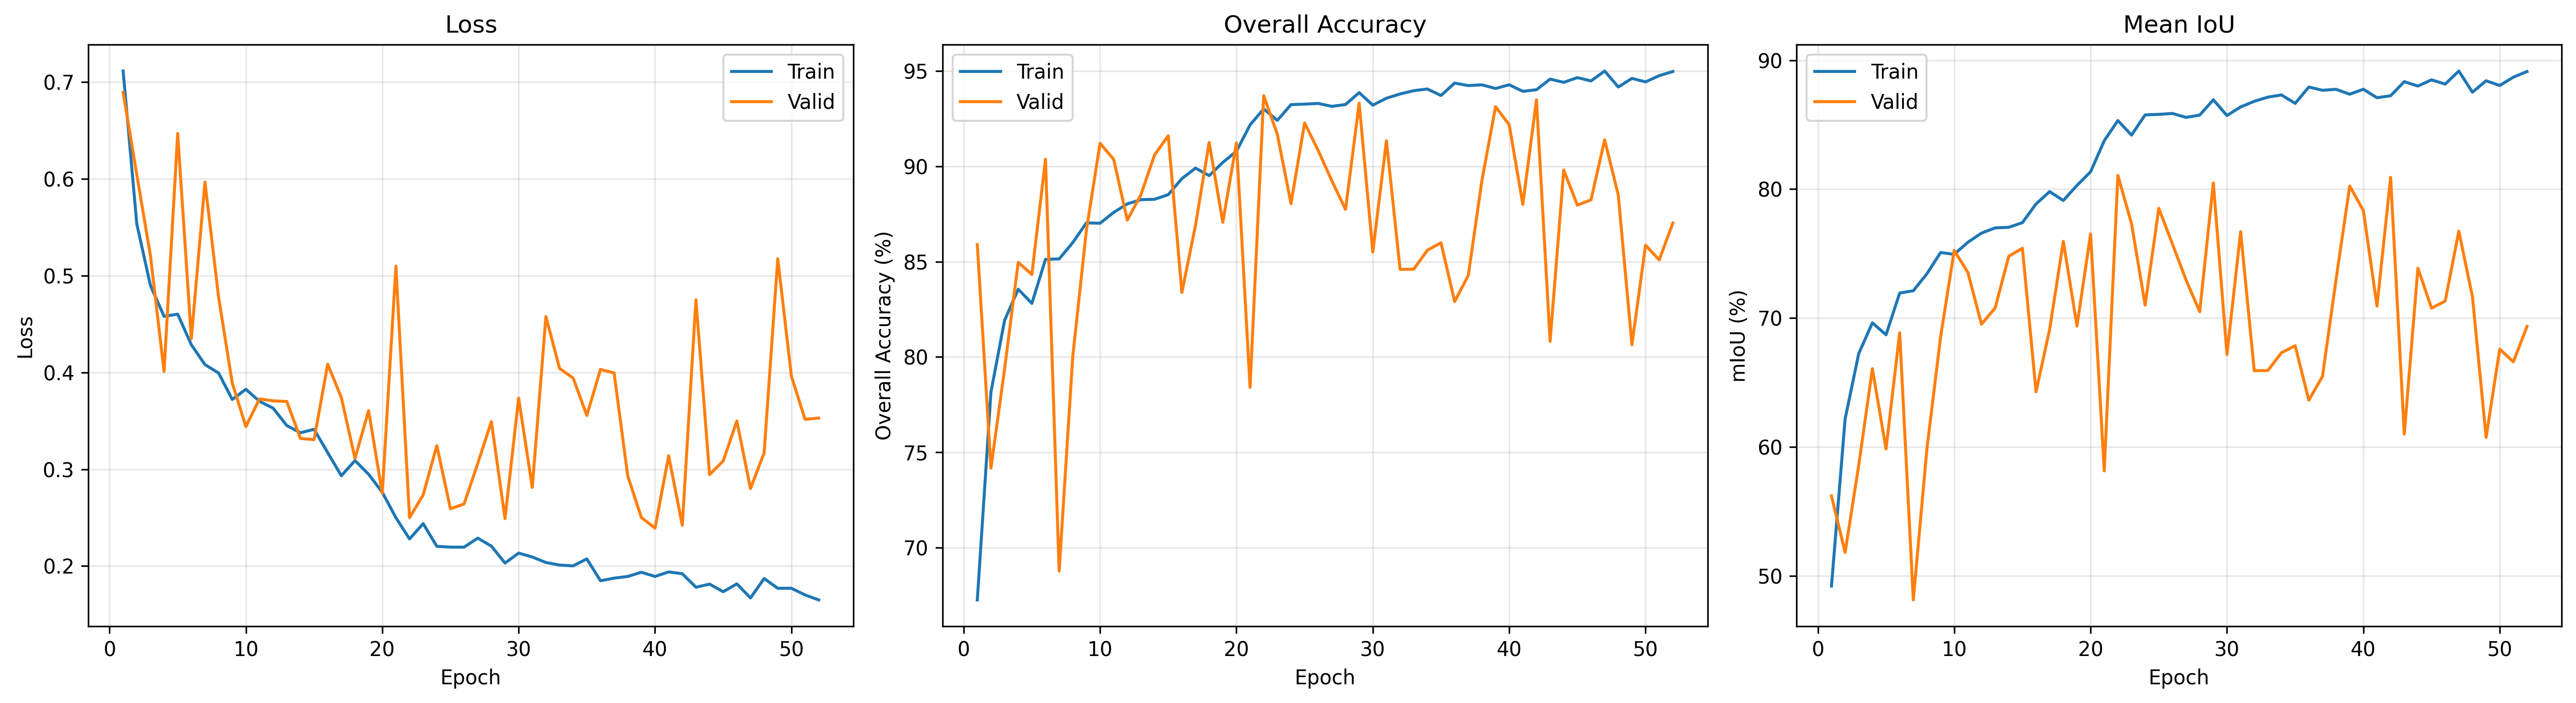 Loss
Train
Valid
0.7
0.6
0.5
0.4
0.3
0.2
Loss
0 10 20 30 40 50
Epoch
Overall Accuracy
Train
Valid
95
90
85
80
75
70
Overall Accuracy (%)
0 10 20 30 40 50
Epoch
Mean IoU
Train
Valid
90
80
70
60
50
mIoU (%)
0 10 20 30 40 50
Epoch